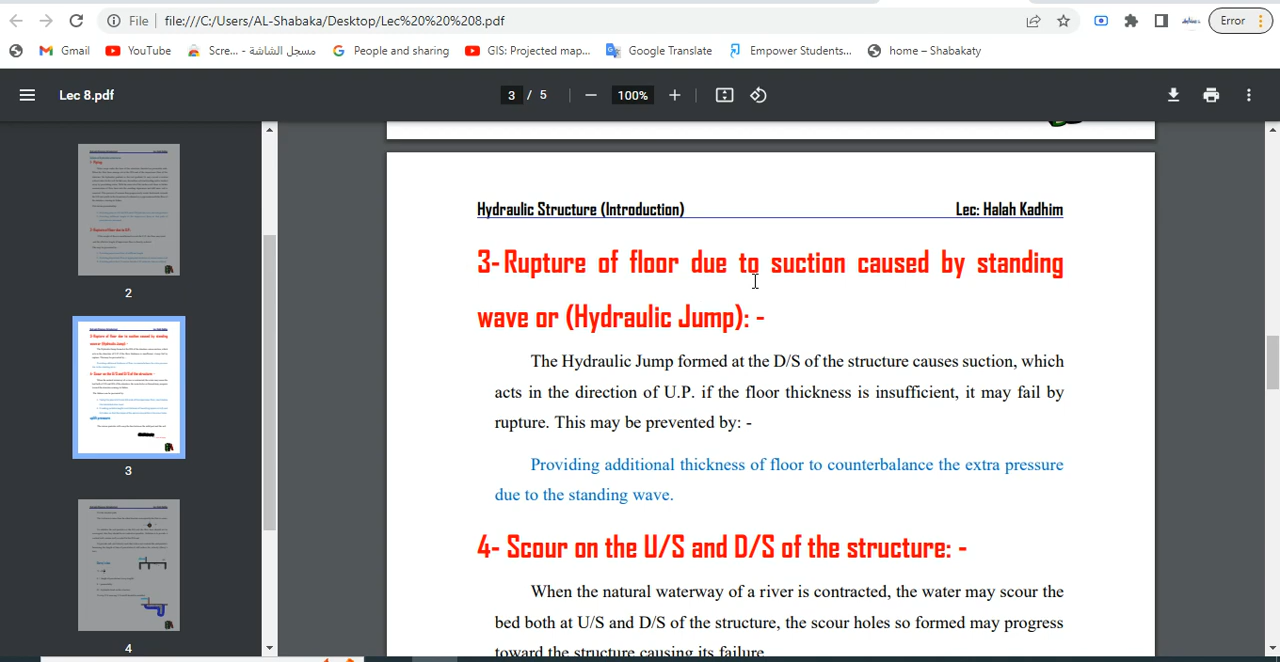 File
file:///C:/Users/AL-Shabaka/Desktop/Lec%20%20%208.pdf
Error
Gmail
YouTube
Scre... - مسجل الشاشة
People and sharing
GIS: Projected map...
Google Translate
Empower Students...
home – Shabakaty
Lec 8.pdf
3 / 5
100%
2
3
4
Hydraulic Structure (Introduction) Lec: Halah Kadhim
3- Rupture of floor due to suction caused by standing
wave or (Hydraulic Jump): -
The Hydraulic Jump formed at the D/S of the structure causes suction, which
acts in the direction of U.P. if the floor thickness is insufficient, it may fail by
rupture. This may be prevented by: -
Providing additional thickness of floor to counterbalance the extra pressure
due to the standing wave.
4- Scour on the U/S and D/S of the structure: -
When the natural waterway of a river is contracted, the water may scour the
bed both at U/S and D/S of the structure, the scour holes so formed may progress
toward the structure causing its failure.